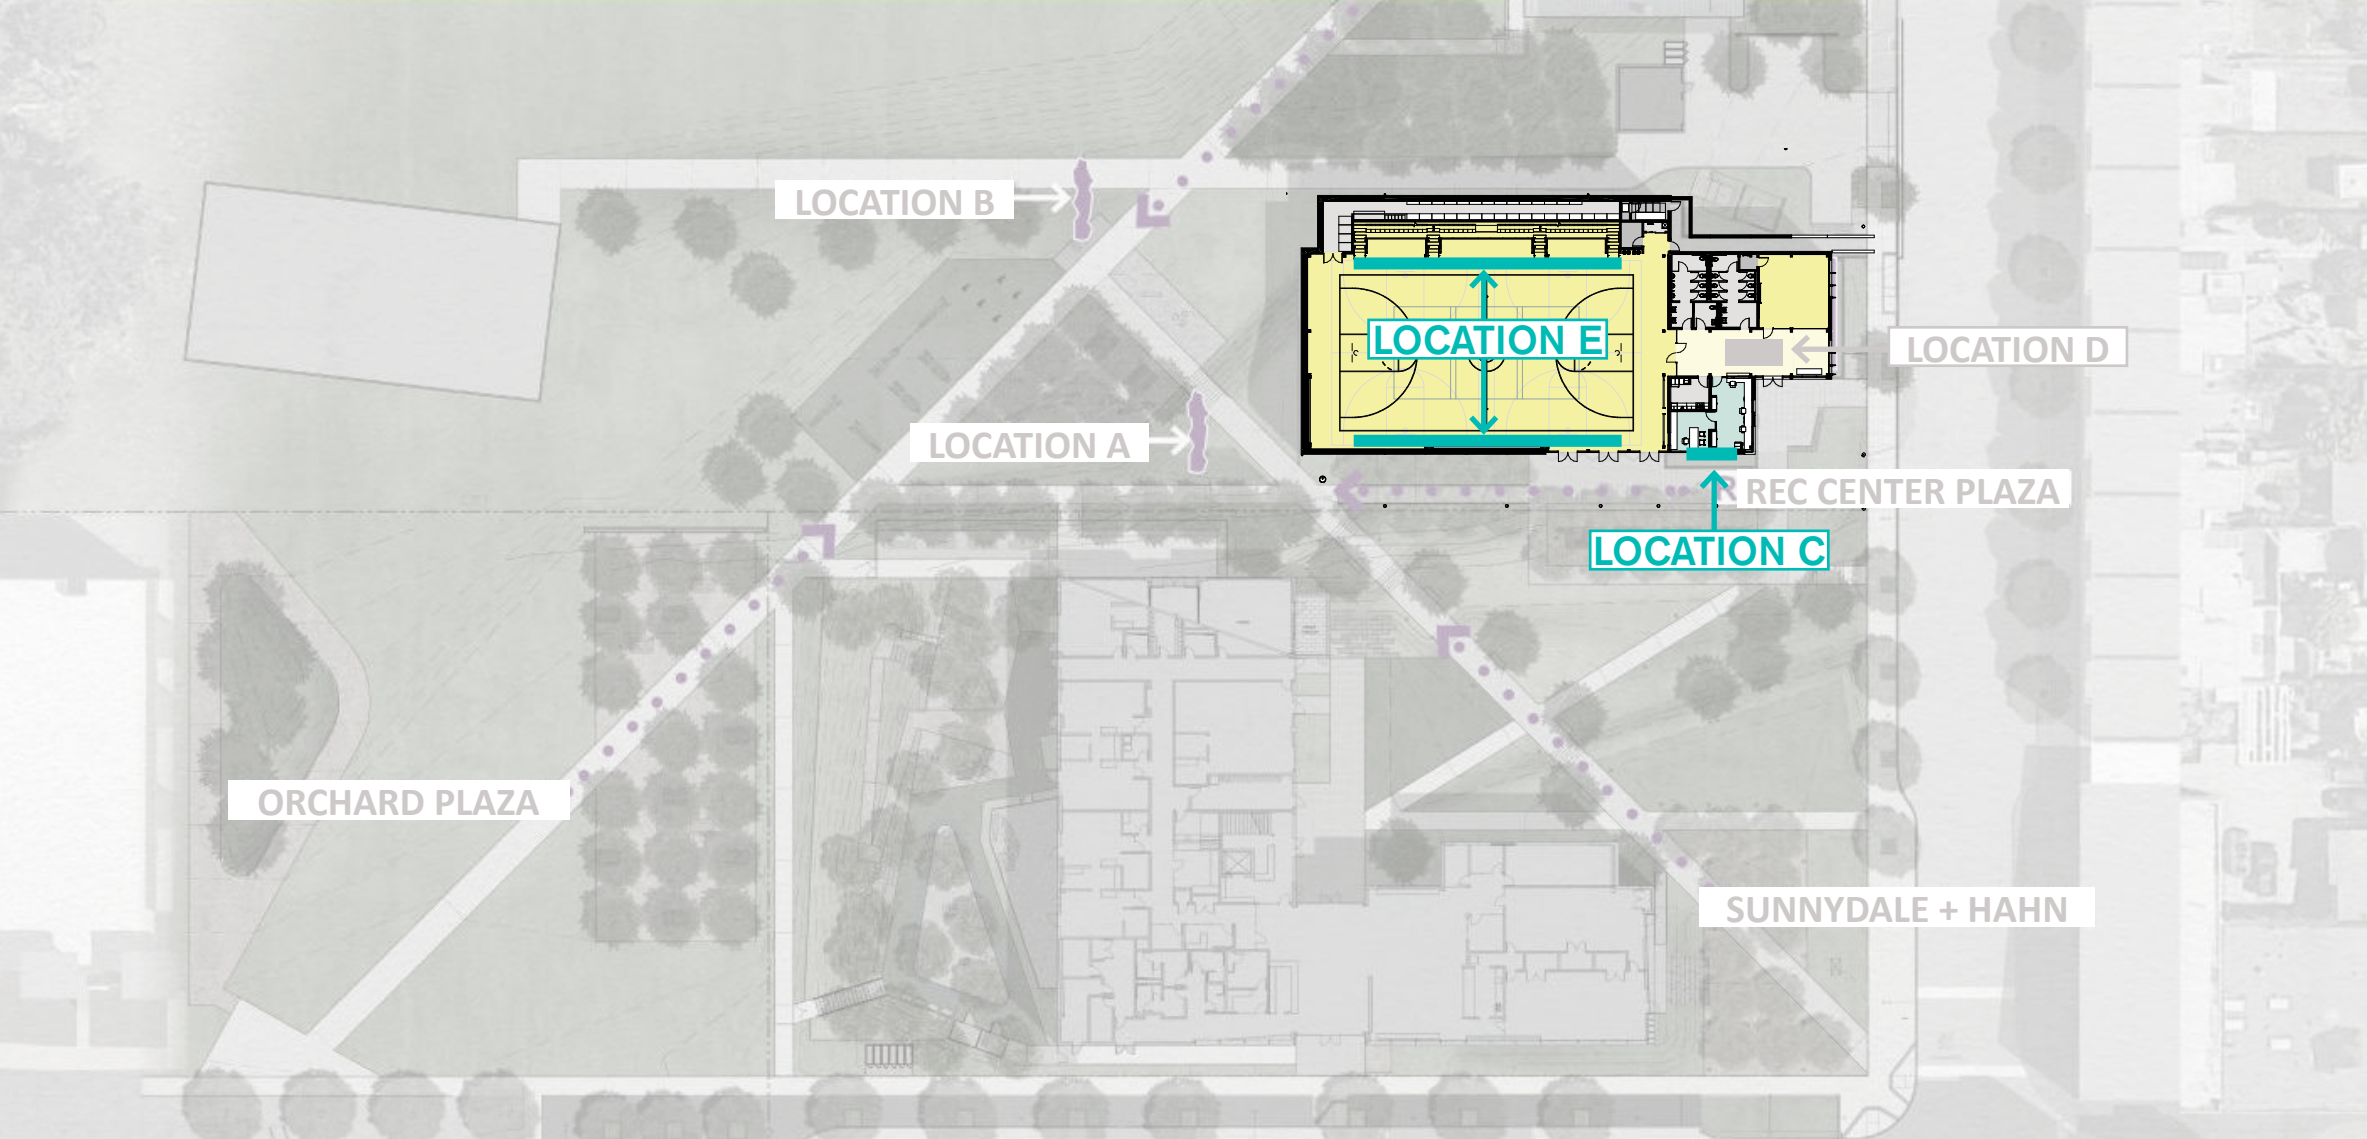 LOCATION B
LOCATION E
LOCATION D
LOCATION A
REC CENTER PLAZA
LOCATION C
ORCHARD PLAZA
SUNNYDALE + HAHN